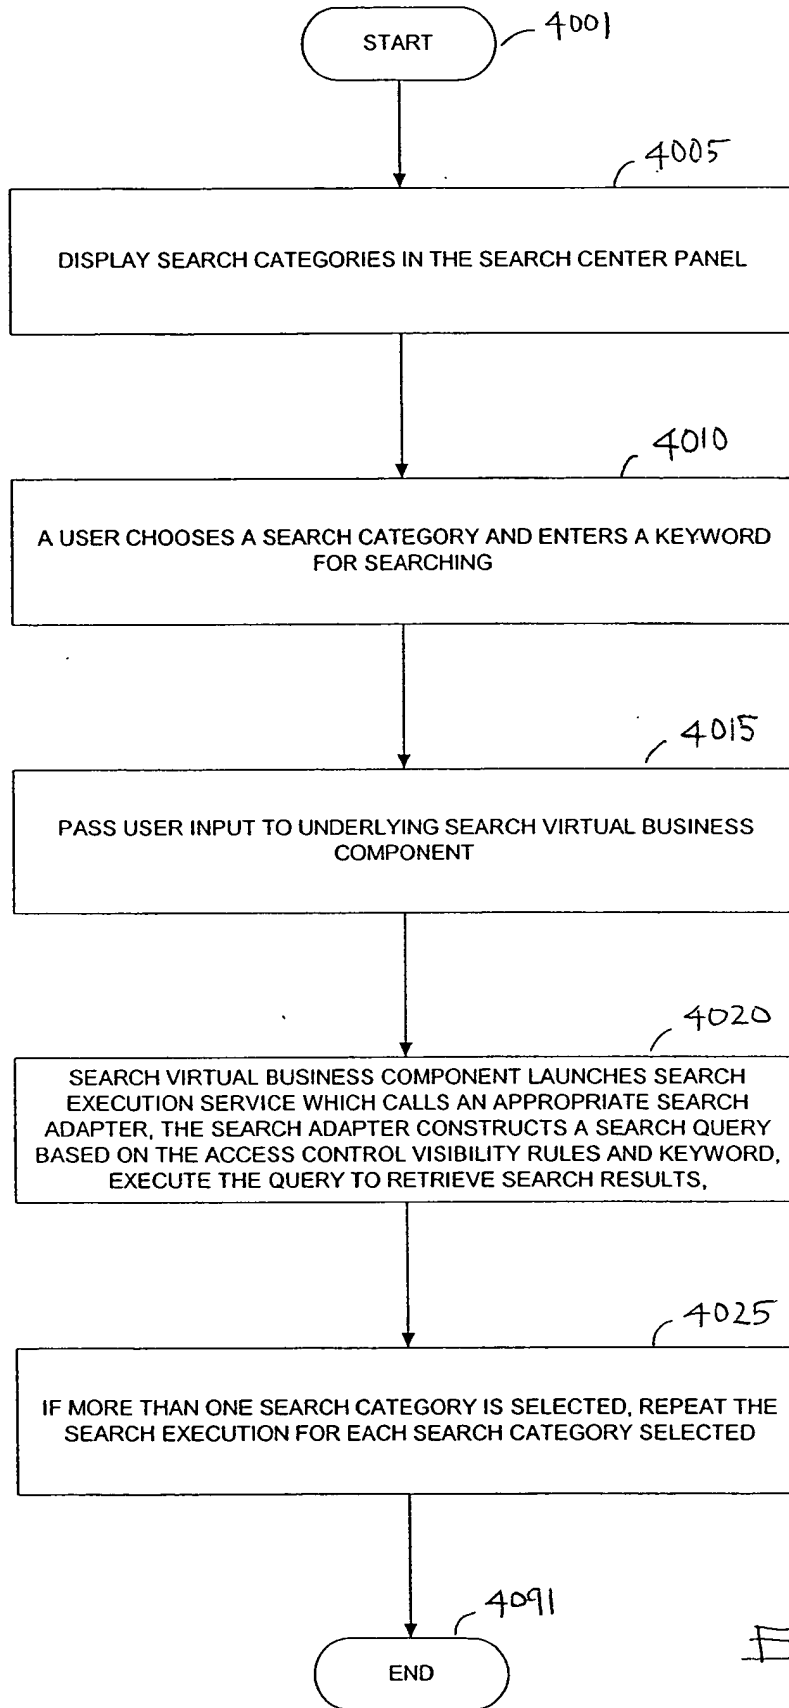 START
4001
4005
DISPLAY SEARCH CATEGORIES IN THE SEARCH CENTER PANEL
4010
A USER CHOOSES A SEARCH CATEGORY AND ENTERS A KEYWORD
FOR SEARCHING
4015
PASS USER INPUT TO UNDERLYING SEARCH VIRTUAL BUSINESS
COMPONENT
4020
SEARCH VIRTUAL BUSINESS COMPONENT LAUNCHES SEARCH
EXECUTION SERVICE WHICH CALLS AN APPROPRIATE SEARCH
ADAPTER, THE SEARCH ADAPTER CONSTRUCTS A SEARCH QUERY
BASED ON THE ACCESS CONTROL VISIBILITY RULES AND KEYWORD,
EXECUTE THE QUERY TO RETRIEVE SEARCH RESULTS,
4025
IF MORE THAN ONE SEARCH CATEGORY IS SELECTED, REPEAT THE
SEARCH EXECUTION FOR EACH SEARCH CATEGORY SELECTED
4091
END